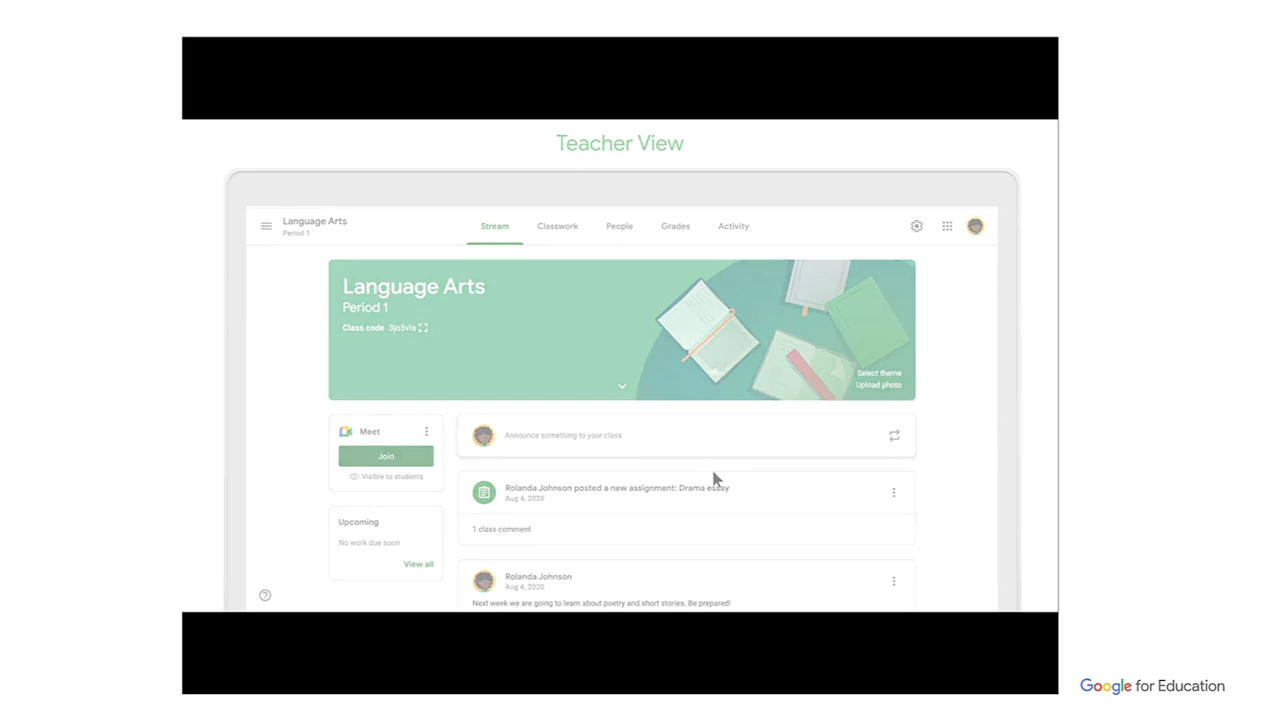 Teacher View
Language Arts
Period 1
Stream
Classwork
People
Grades
Activity
Language Arts
Period 1
Class code 3jo5vla
Select theme
Upload photo
Meet
Join
Visible to students
Announce something to your class
Rolanda Johnson posted a new assignment: Drama essay
Aug 4, 2020
1 class comment
Upcoming
No work due soon
View all
Rolanda Johnson
Aug 4, 2020
Next week we are going to learn about poetry and short stories. Be prepared!
Google for Education